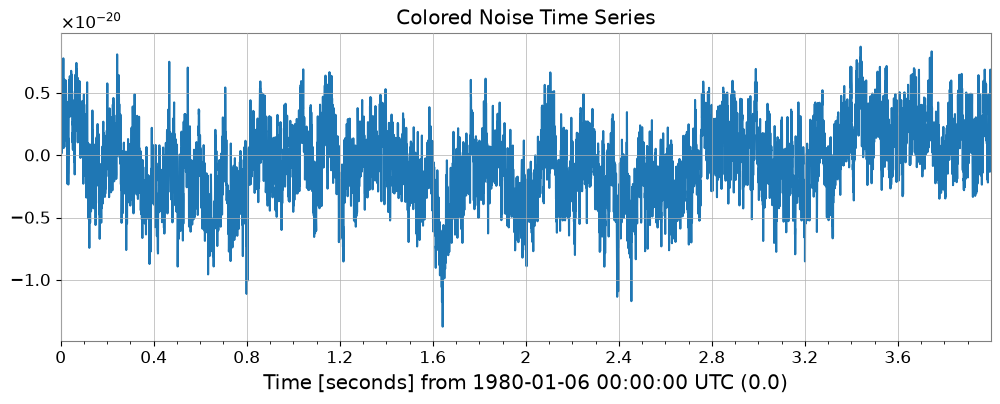 Colored Noise Time Series
×10⁻²⁰
0.5
0.0
−0.5
−1.0
0 0.4 0.8 1.2 1.6 2 2.4 2.8 3.2 3.6
Time [seconds] from 1980-01-06 00:00:00 UTC (0.0)